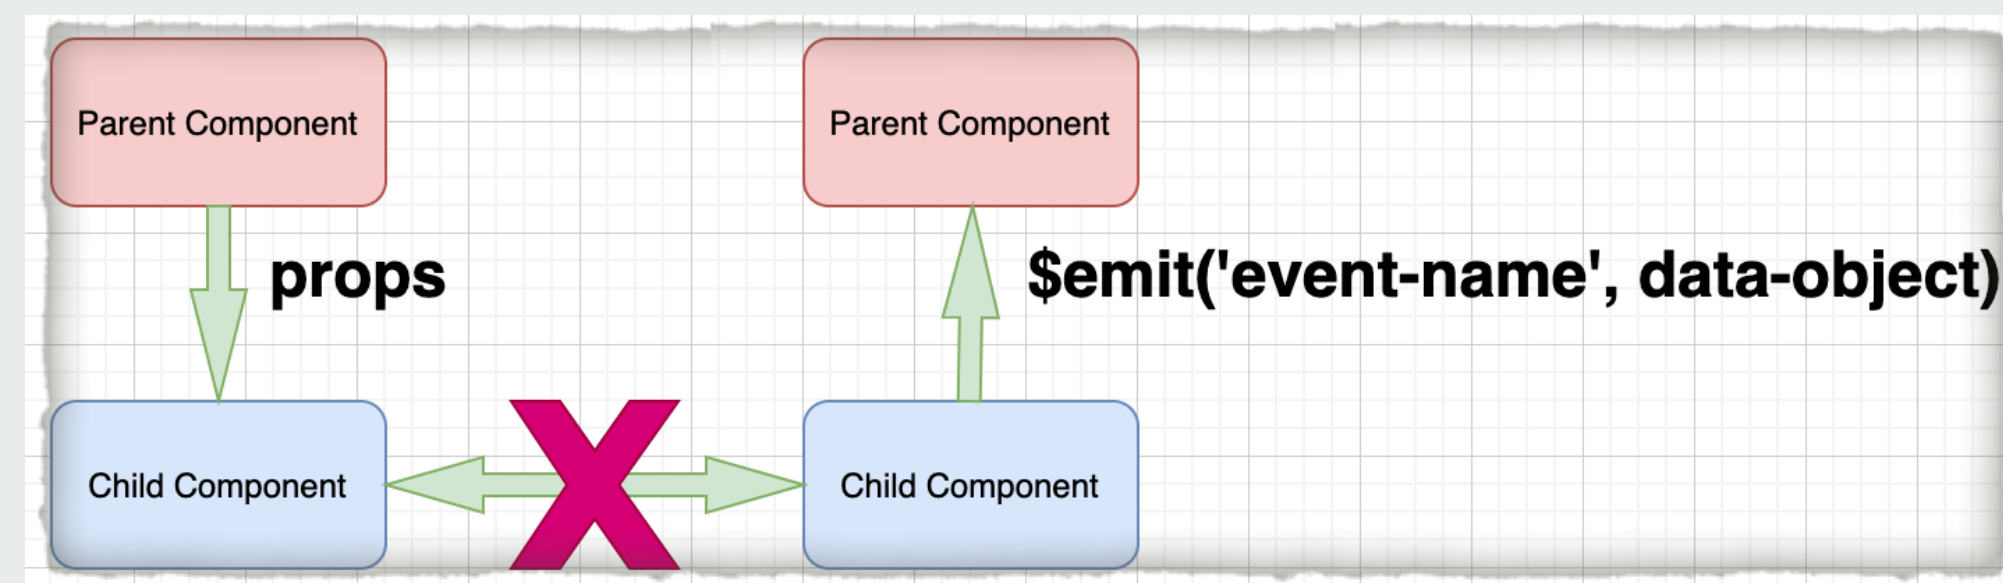 Parent Component
Parent Component
props
$emit('event-name', data-object)
Child Component
Child Component